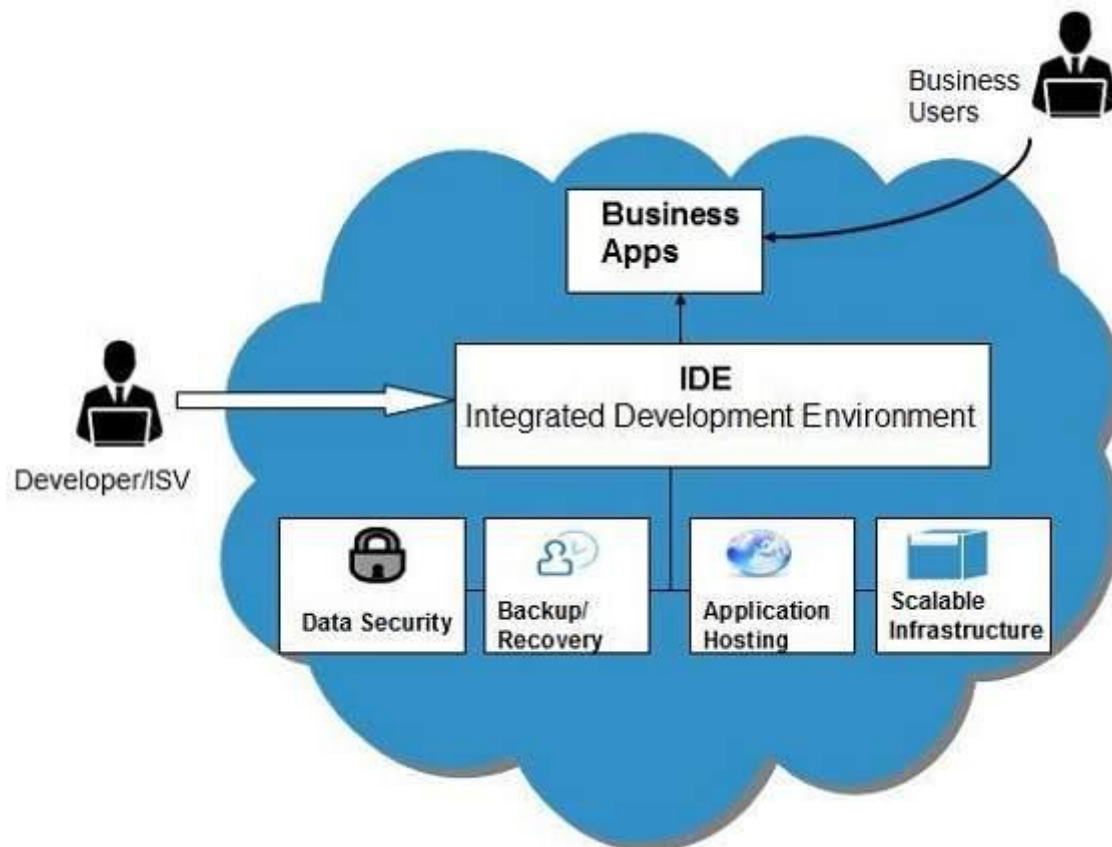 Business
Users
Business
Apps
IDE
Integrated Development Environment
Developer/ISV
Data Security
Backup/
Recovery
Application
Hosting
Scalable
Infrastructure